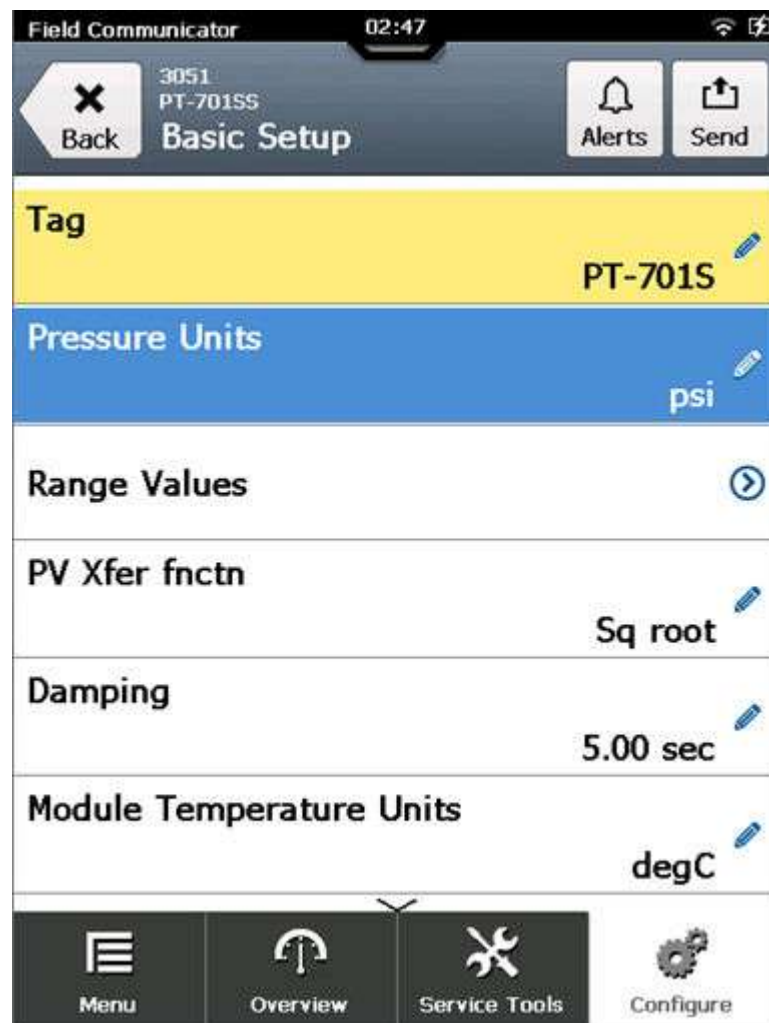 Field Communicator 02:47
3051
PT-701SS
Basic Setup
Back
Alerts
Send
Tag
PT-701S
Pressure Units
psi
Range Values
PV Xfer fnctn
Sq root
Damping
5.00 sec
Module Temperature Units
degC
Menu
Overview
Service Tools
Configure